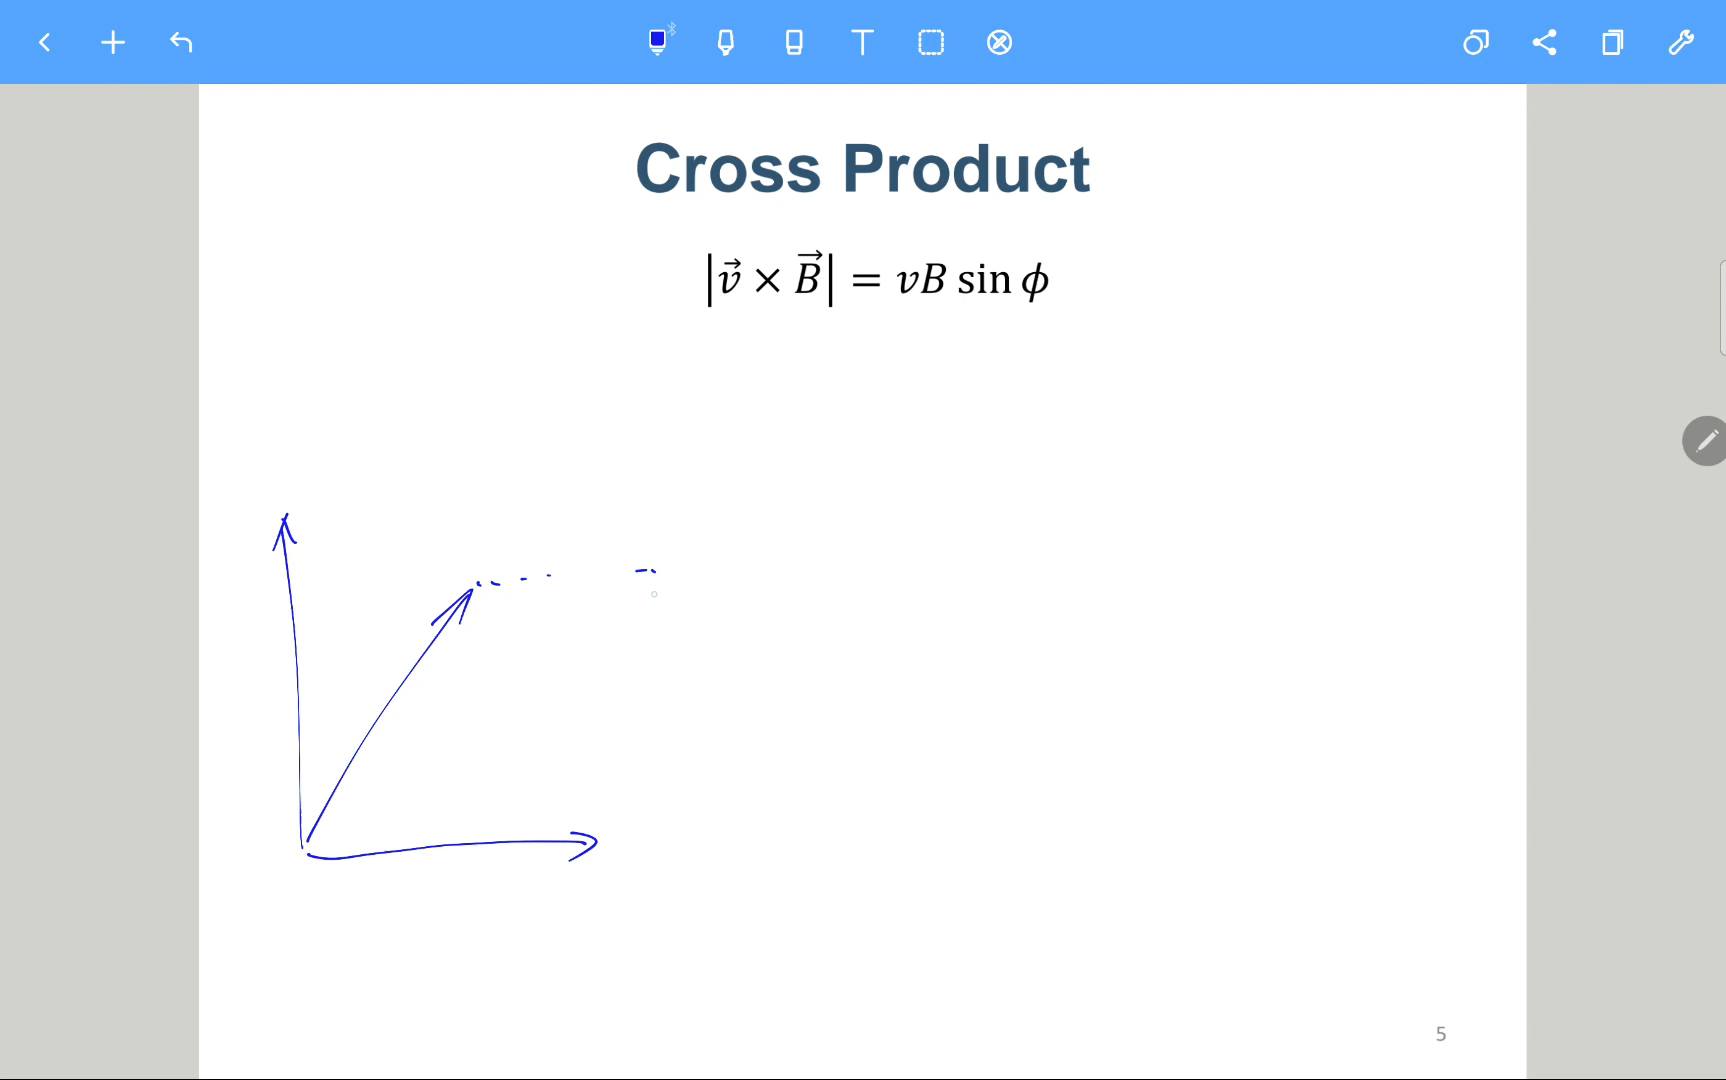 Cross Product
|v⃗ × B⃗| = vB sin ϕ
5